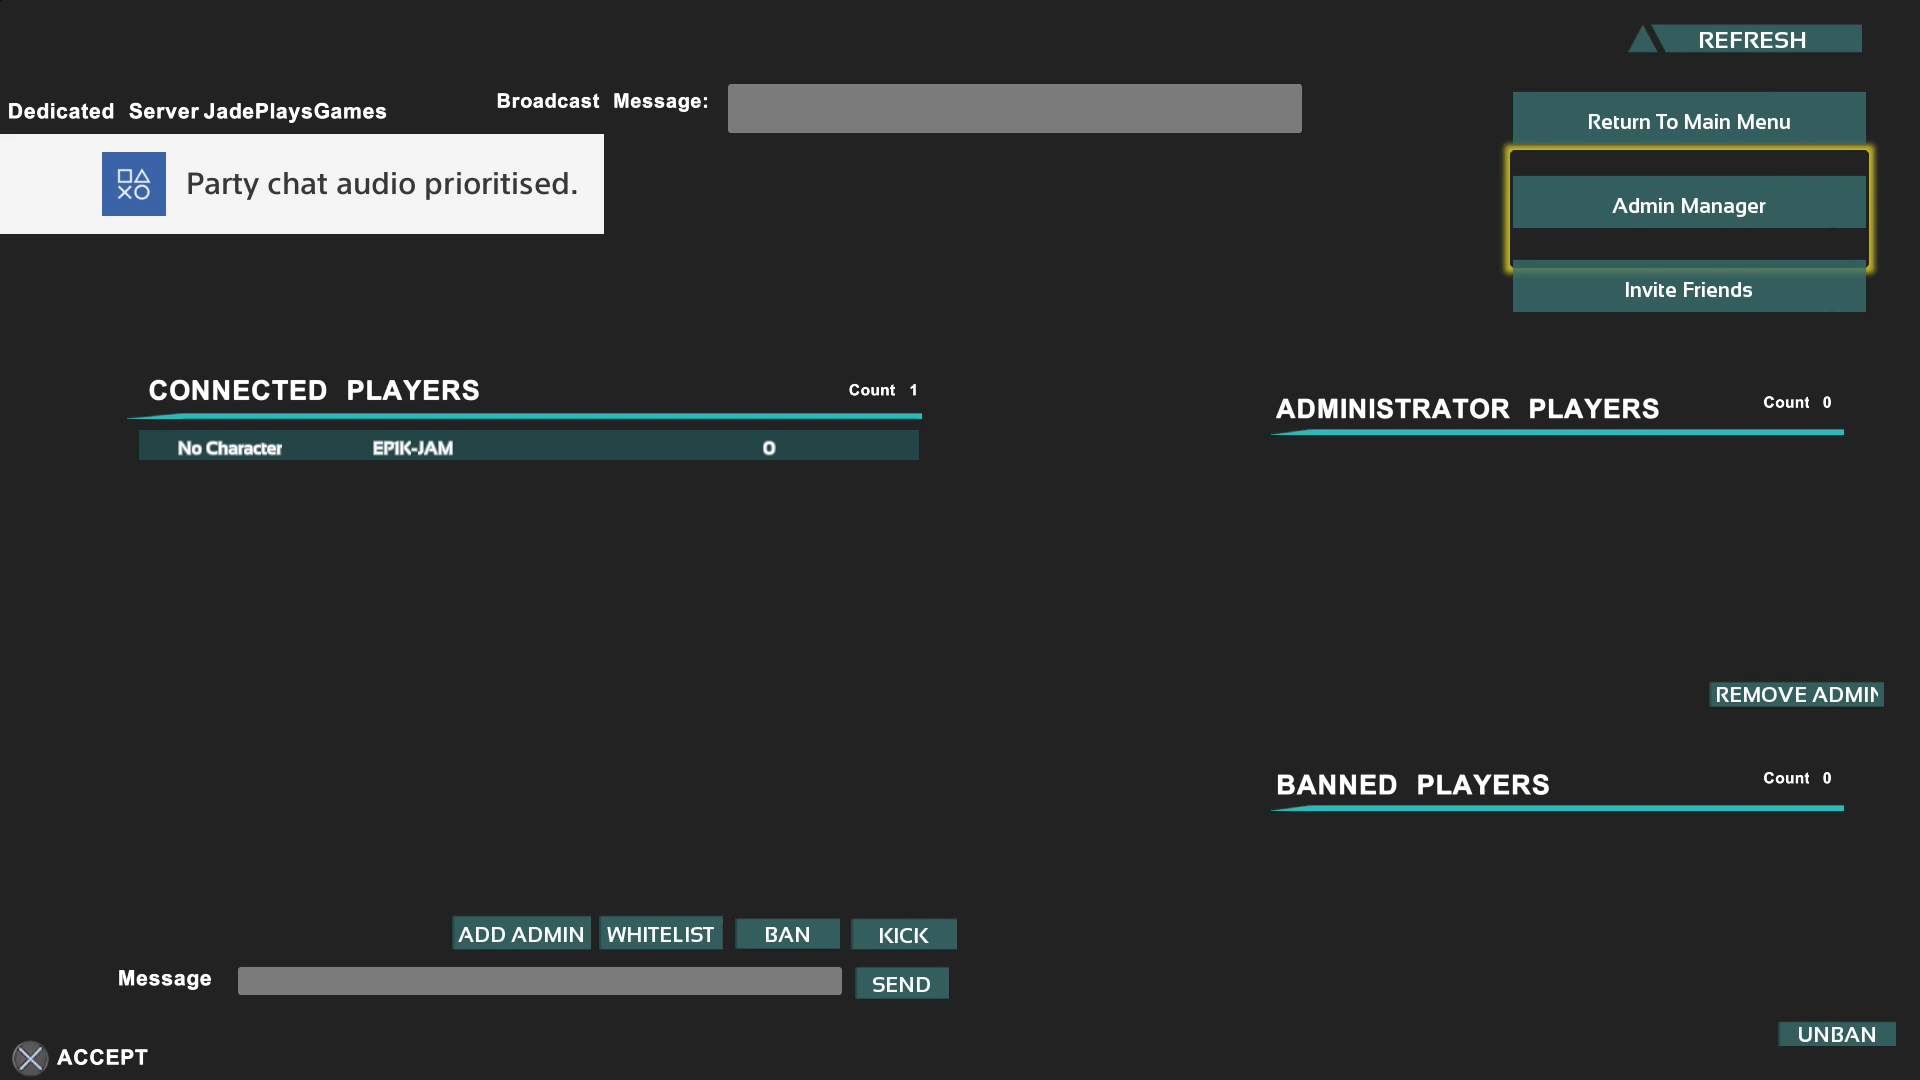 REFRESH
Dedicated Server JadePlaysGames
Broadcast Message:
Return To Main Menu
Party chat audio prioritised.
Admin Manager
Invite Friends
CONNECTED PLAYERS
Count 1
ADMINISTRATOR PLAYERS
Count 0
No Character EP1K-JAM 0
REMOVE ADMIN
BANNED PLAYERS
Count 0
ADD ADMIN
WHITELIST
BAN
KICK
Message
SEND
UNBAN
ACCEPT